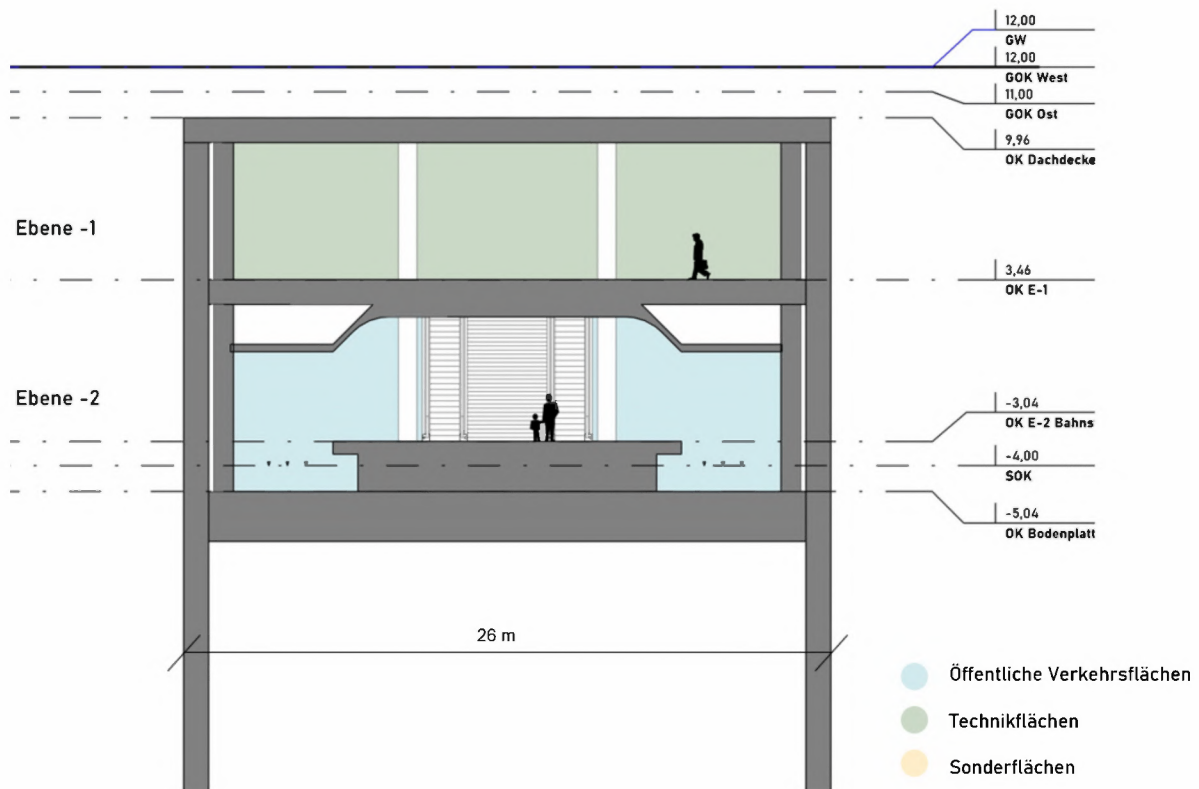 12,00
GW
12,00
GOK West
11,00
GOK Ost
9,96
OK Dachdecke
Ebene -1
3,46
OK E-1
Ebene -2
-3,04
OK E-2 Bahns
-4,00
SOK
-5,04
OK Bodenplatt
26 m
Öffentliche Verkehrsflächen
Technikflächen
Sonderflächen